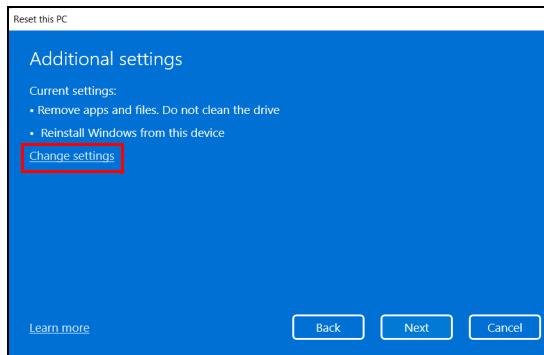 Reset this PC
Additional settings
Current settings:
• Remove apps and files. Do not clean the drive
• Reinstall Windows from this device
Change settings
Learn more
Back
Next
Cancel